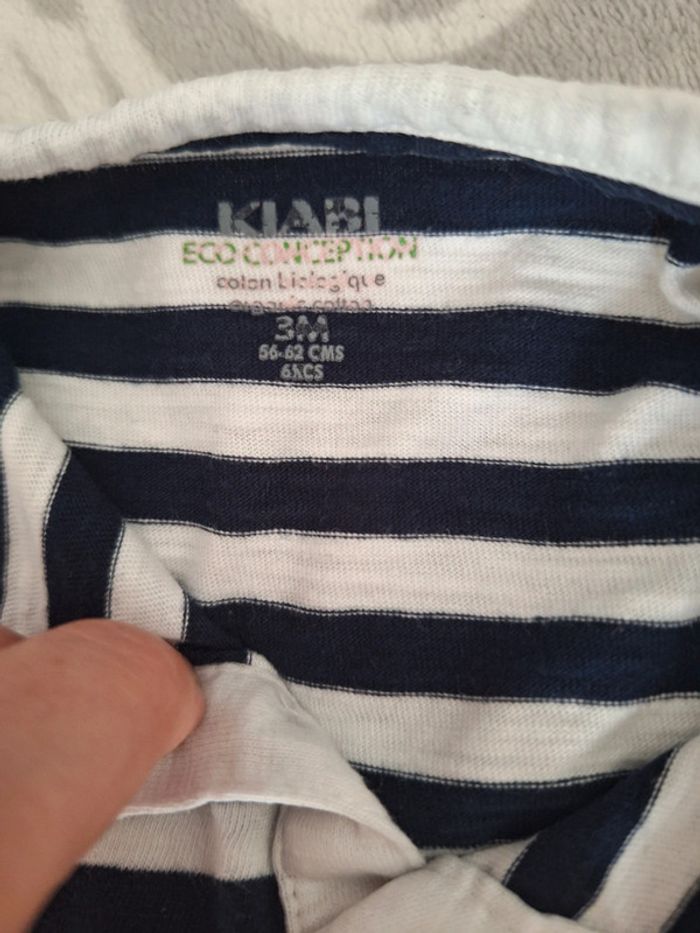 KIABI
ECO CONCEPTION
coton biologique
organic cotton
3M
56-62 CMS
6KGS